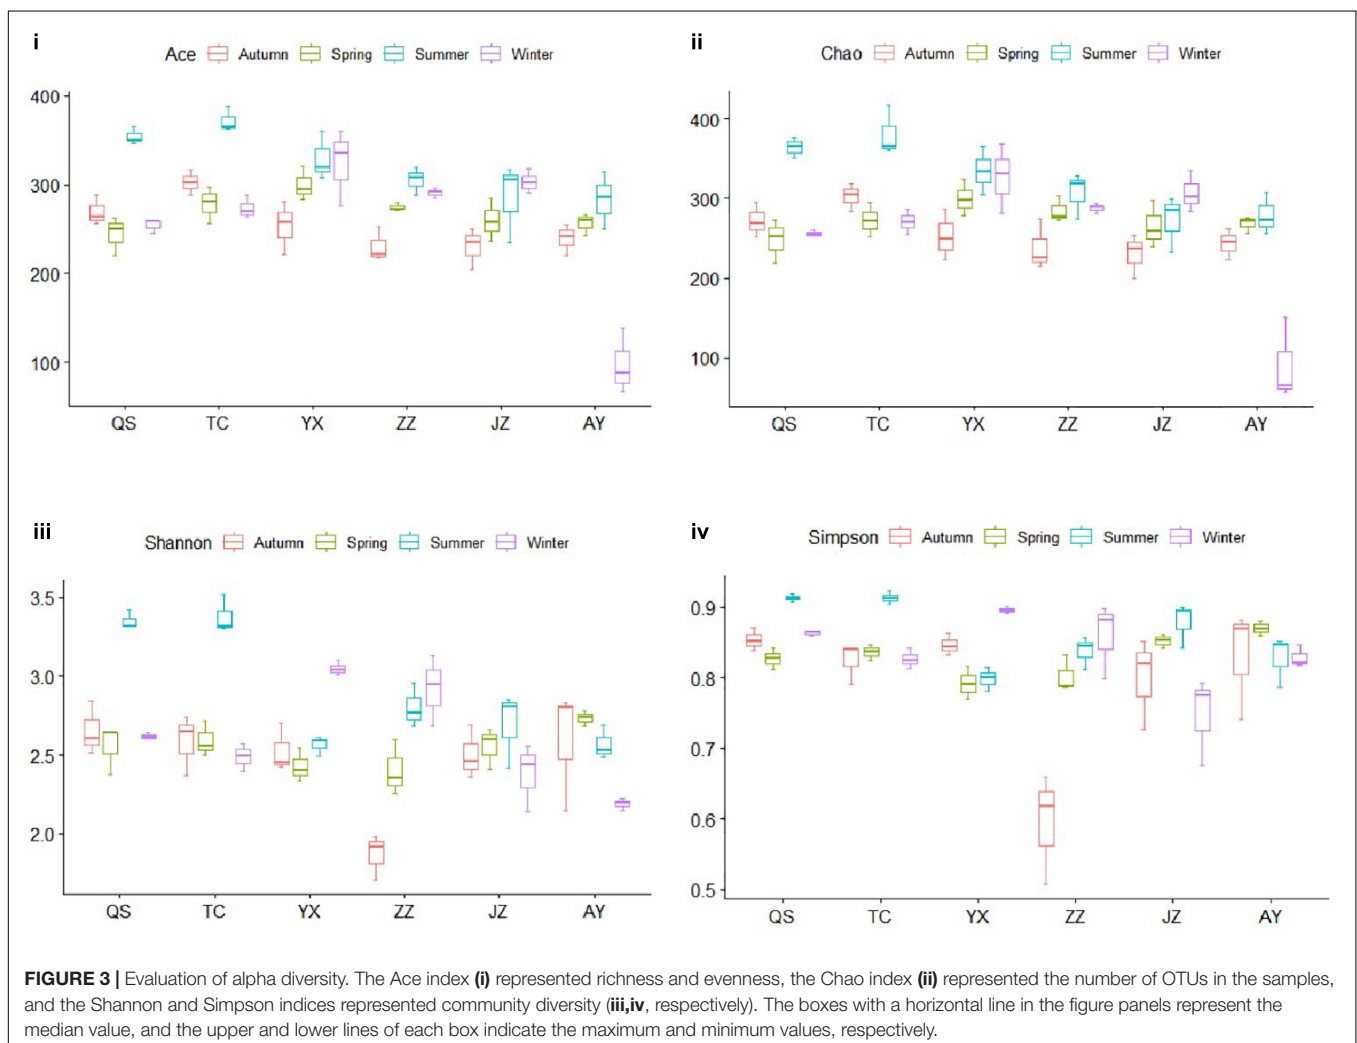 i
Ace Autumn Spring Summer Winter
400
300
200
100
QS TC YX ZZ JZ AY
ii
Chao Autumn Spring Summer Winter
400
300
200
100
QS TC YX ZZ JZ AY
iii
Shannon Autumn Spring Summer Winter
3.5
3.0
2.5
2.0
QS TC YX ZZ JZ AY
iv
Simpson Autumn Spring Summer Winter
0.9
0.8
0.7
0.6
0.5
QS TC YX ZZ JZ AY
FIGURE 3 | Evaluation of alpha diversity. The Ace index (i) represented richness and evenness, the Chao index (ii) represented the number of OTUs in the samples,
and the Shannon and Simpson indices represented community diversity (iii,iv, respectively). The boxes with a horizontal line in the figure panels represent the
median value, and the upper and lower lines of each box indicate the maximum and minimum values, respectively.